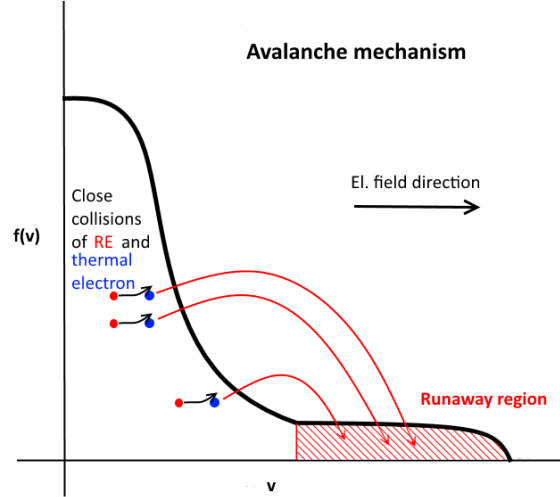 Avalanche mechanism
El. field direction
Close
collisions
of RE and
thermal
electron
f(v)
Runaway region
v